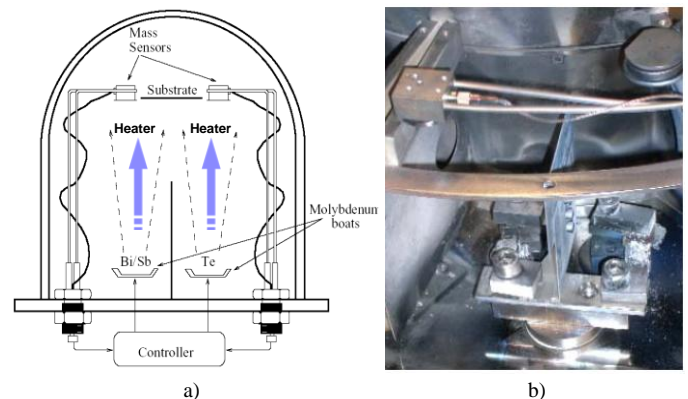 Mass
Sensors
Substrate
Heater Heater
Molybdenum
boats
Bi/Sb Te
Controller
a) b)